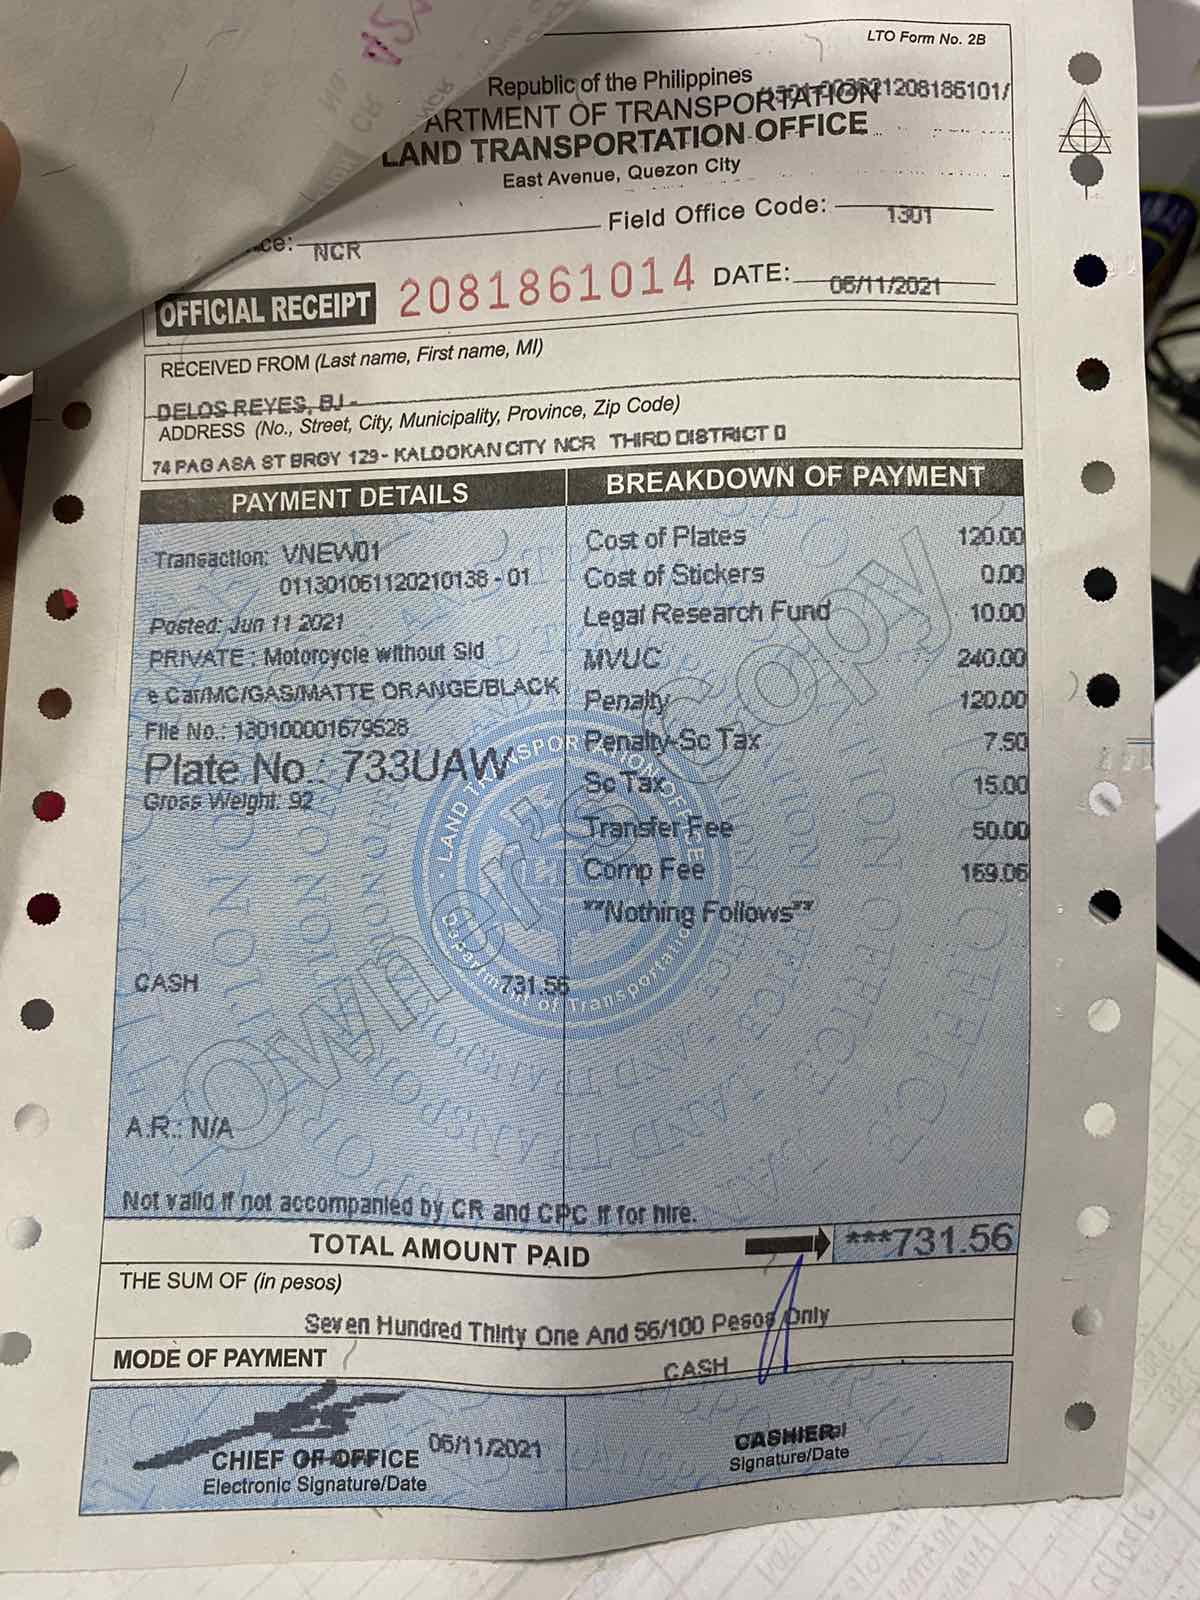 LTO Form No. 2B
Republic of the Philippines
ARTMENT OF TRANSPORTATION
LAND TRANSPORTATION OFFICE
East Avenue, Quezon City
ce: NCR Field Office Code: 1301
OFFICIAL RECEIPT 2081861014 DATE: 06/11/2021
RECEIVED FROM (Last name, First name, MI)
DELOS REYES, BJ -
ADDRESS (No., Street, City, Municipality, Province, Zip Code)
74 PAG ASA ST BRGY 129 - KALOOKAN CITY NCR THIRD DISTRICT 0
PAYMENT DETAILS
Transaction: VNEW01
011301061120210138 - 01
Posted: Jun 11 2021
PRIVATE : Motorcycle without Sid
e Car/MC/GAS/MATTE ORANGE/BLACK
File No.: 130100001679528
Plate No.: 733UAW
Gross Weight: 92
CASH 731.56
A.R.: N/A
Not valid if not accompanied by CR and CPC if for hire.
BREAKDOWN OF PAYMENT
Cost of Plates 120.00
Cost of Stickers 0.00
Legal Research Fund 10.00
MVUC 240.00
Penalty 120.00
Penalty-Sc Tax 7.50
Sc Tax 15.00
Transfer Fee 50.00
Comp Fee 169.06
**Nothing Follows**
Owner's Copy
LAND TRANSPORTATION OFFICE
Department of Transportation
TOTAL AMOUNT PAID ***731.56
THE SUM OF (in pesos)
Seven Hundred Thirty One And 56/100 Pesos Only
MODE OF PAYMENT CASH
CHIEF OF OFFICE 06/11/2021
Electronic Signature/Date
CASHIER
Signature/Date